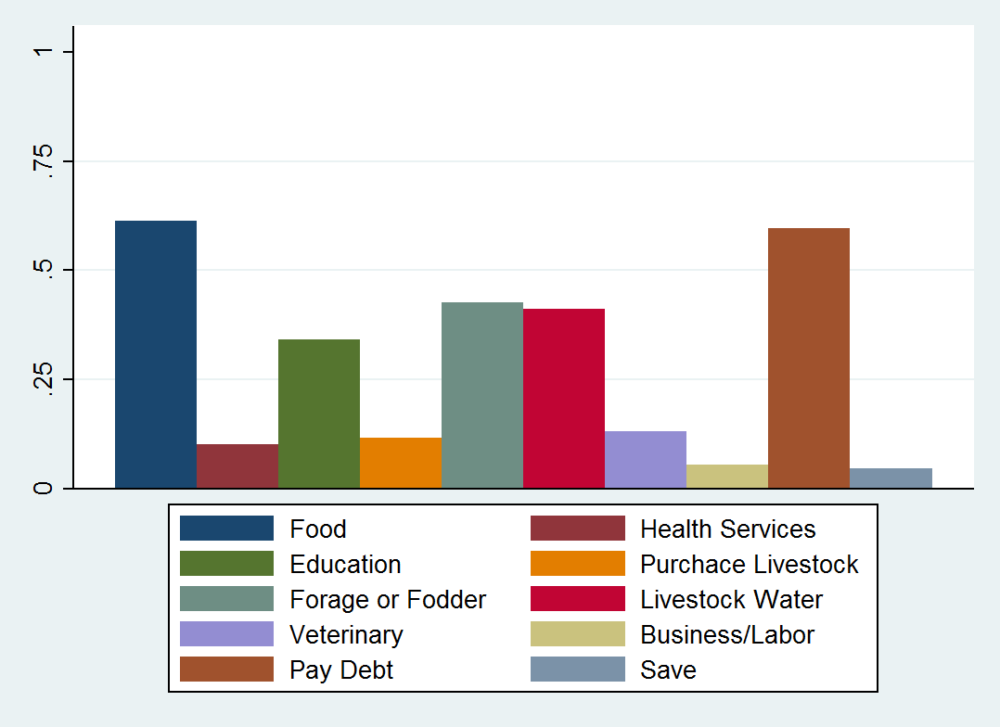 1
.75
.5
.25
0
Food
Health Services
Education
Purchace Livestock
Forage or Fodder
Livestock Water
Veterinary
Business/Labor
Pay Debt
Save